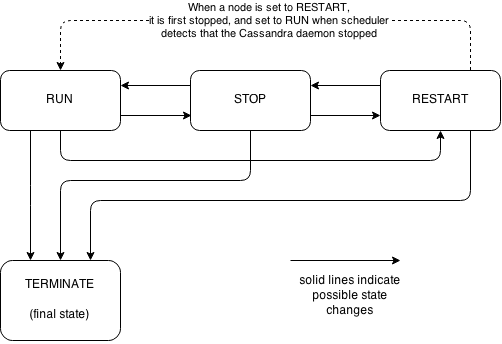 When a node is set to RESTART,
it is first stopped, and set to RUN when scheduler
detects that the Cassandra daemon stopped
RUN
STOP
RESTART
TERMINATE
(final state)
solid lines indicate
possible state
changes